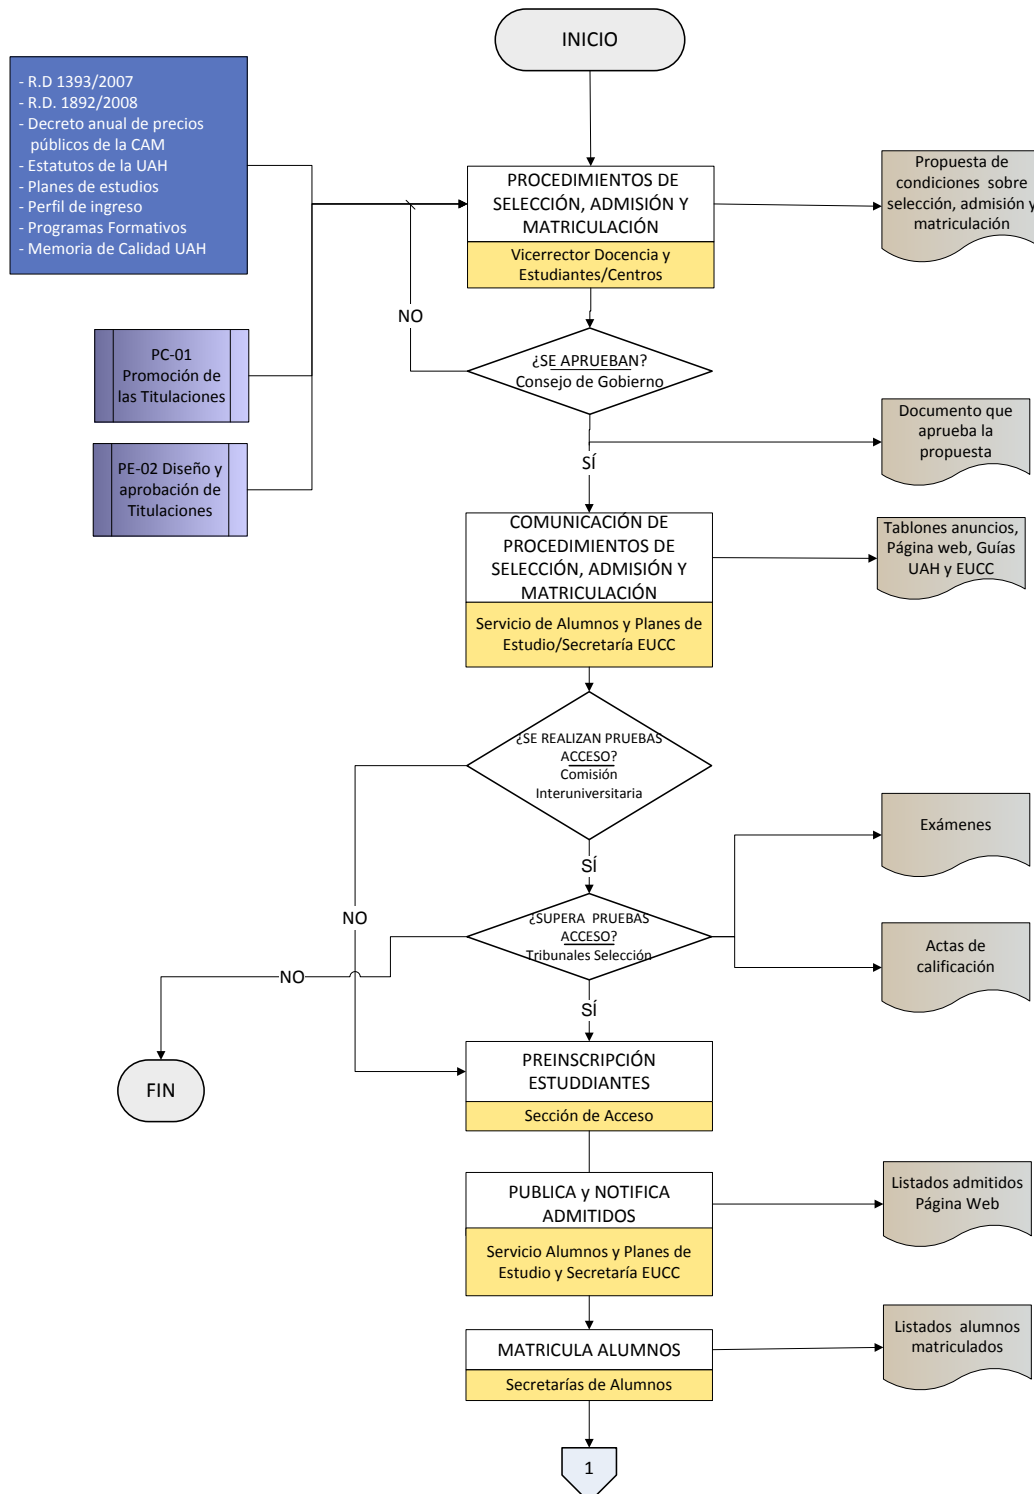 INICIO
- R.D 1393/2007
- R.D. 1892/2008
- Decreto anual de precios
públicos de la CAM
- Estatutos de la UAH
- Planes de estudios
- Perfil de ingreso
- Programas Formativos
- Memoria de Calidad UAH
PROCEDIMIENTOS DE
SELECCIÓN, ADMISIÓN Y
MATRICULACIÓN
Vicerrector Docencia y
Estudiantes/Centros
Propuesta de
condiciones sobre
selección, admisión y
matriculación
NO
PC-01
Promoción de
las Titulaciones
¿SE APRUEBAN?
Consejo de Gobierno
PE-02 Diseño y
aprobación de
Titulaciones
Documento que
aprueba la
propuesta
SÍ
COMUNICACIÓN DE
PROCEDIMIENTOS DE
SELECCIÓN, ADMISIÓN Y
MATRICULACIÓN
Servicio de Alumnos y Planes de
Estudio/Secretaría EUCC
Tablones anuncios,
Página web, Guías
UAH y EUCC
¿SE REALIZAN PRUEBAS
ACCESO?
Comisión
Interuniversitaria
Exámenes
SÍ
NO
¿SUPERA PRUEBAS
ACCESO?
Tribunales Selección
Actas de
calificación
NO
SÍ
FIN
PREINSCRIPCIÓN
ESTUDDIANTES
Sección de Acceso
PUBLICA y NOTIFICA
ADMITIDOS
Servicio Alumnos y Planes de
Estudio y Secretaría EUCC
Listados admitidos
Página Web
MATRICULA ALUMNOS
Secretarías de Alumnos
Listados alumnos
matriculados
1